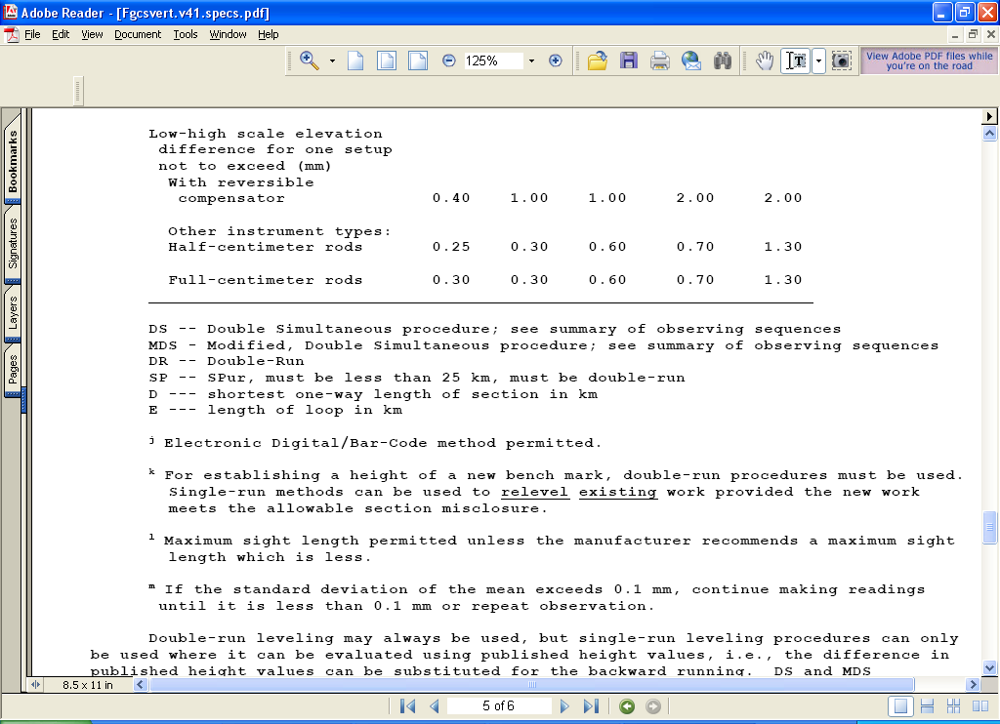 Adobe Reader - [Fgcsvert.v41.specs.pdf]
File Edit View Document Tools Window Help
125%
View Adobe PDF files while
you're on the road
Bookmarks
Signatures
Layers
Pages
Low-high scale elevation
difference for one setup
not to exceed (mm)
With reversible
compensator 0.40 1.00 1.00 2.00 2.00
Other instrument types:
Half-centimeter rods 0.25 0.30 0.60 0.70 1.30
Full-centimeter rods 0.30 0.30 0.60 0.70 1.30
DS -- Double Simultaneous procedure; see summary of observing sequences
MDS - Modified, Double Simultaneous procedure; see summary of observing sequences
DR -- Double-Run
SP -- SPur, must be less than 25 km, must be double-run
D --- shortest one-way length of section in km
E --- length of loop in km
j Electronic Digital/Bar-Code method permitted.
k For establishing a height of a new bench mark, double-run procedures must be used.
Single-run methods can be used to relevel existing work provided the new work
meets the allowable section misclosure.
l Maximum sight length permitted unless the manufacturer recommends a maximum sight
length which is less.
m If the standard deviation of the mean exceeds 0.1 mm, continue making readings
until it is less than 0.1 mm or repeat observation.
Double-run leveling may always be used, but single-run leveling procedures can only
be used where it can be evaluated using published height values, i.e., the difference in
published height values can be substituted for the backward running. DS and MDS
8.5 x 11 in
5 of 6